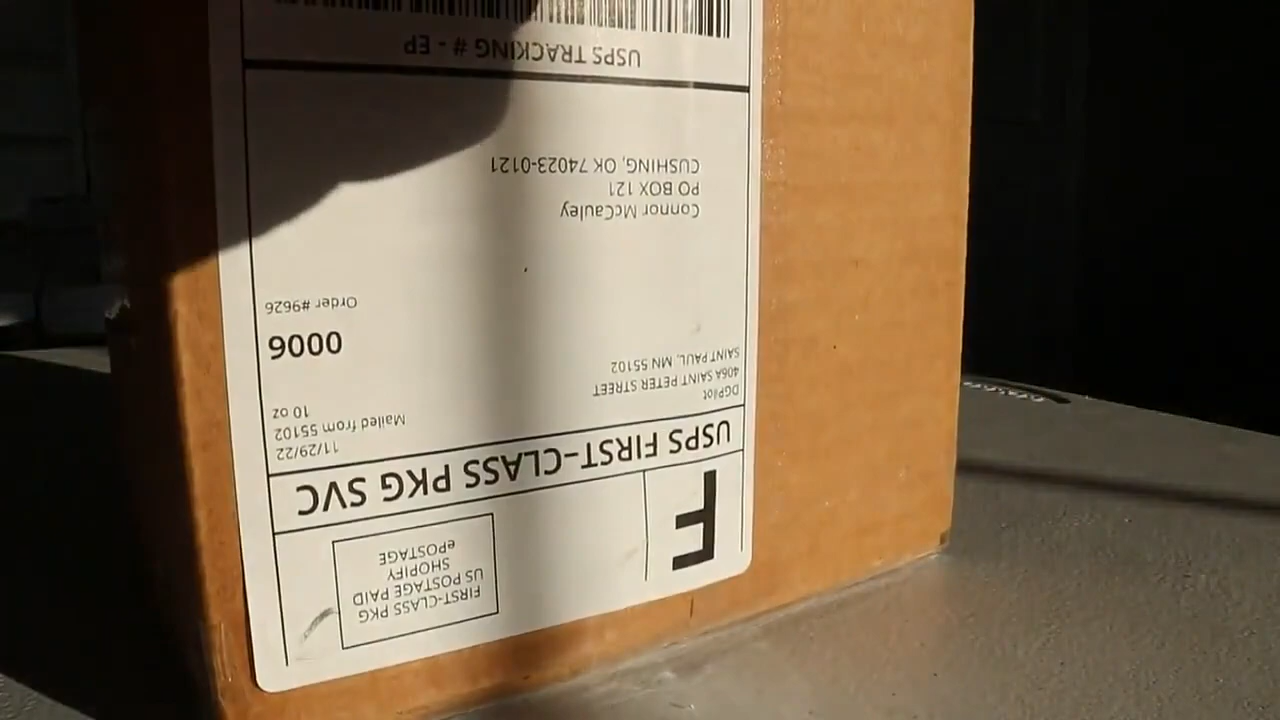 FIRST-CLASS PKG
US POSTAGE PAID
SHOPIFY
ePOSTAGE
F
USPS FIRST-CLASS PKG SVC
DGPilot
406A SAINT PETER STREET
SAINT PAUL, MN 55102
11/29/22
Mailed from 55102
10 oz
0006
Order #9626
Connor McCauley
PO BOX 121
CUSHING, OK 74023-0121
USPS TRACKING # - EP